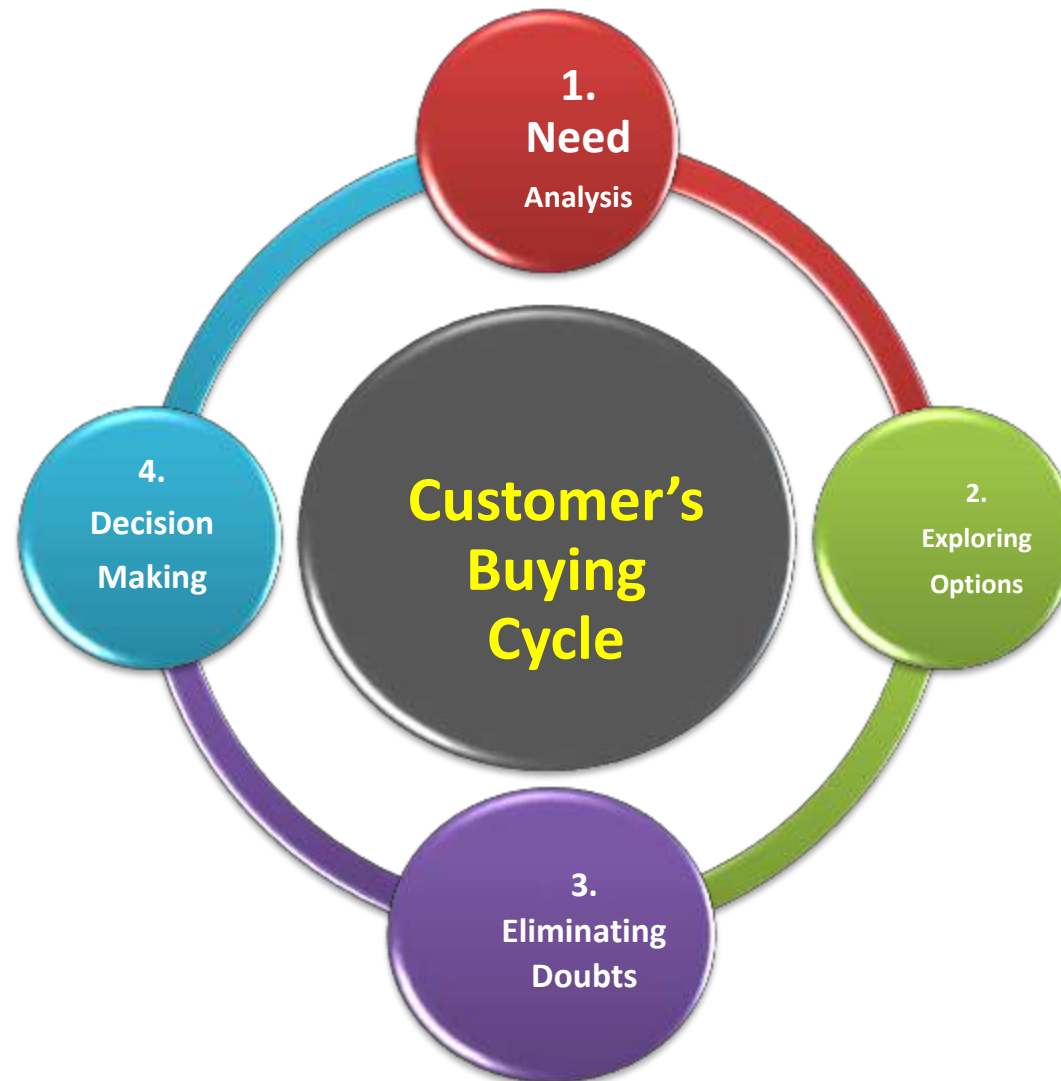 1.
Need
Analysis
2.
Exploring
Options
3.
Eliminating
Doubts
4.
Decision
Making
Customer’s
Buying
Cycle